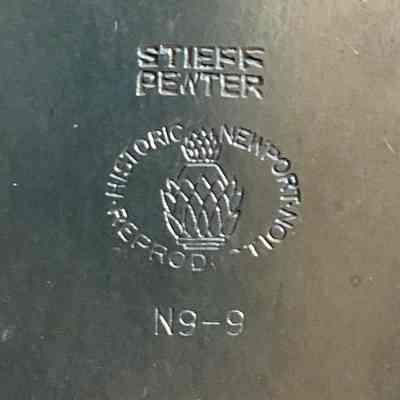 STIEFF
PEWTER
·HISTORIC NEWPORT·
REPRODUCTION
N9-9